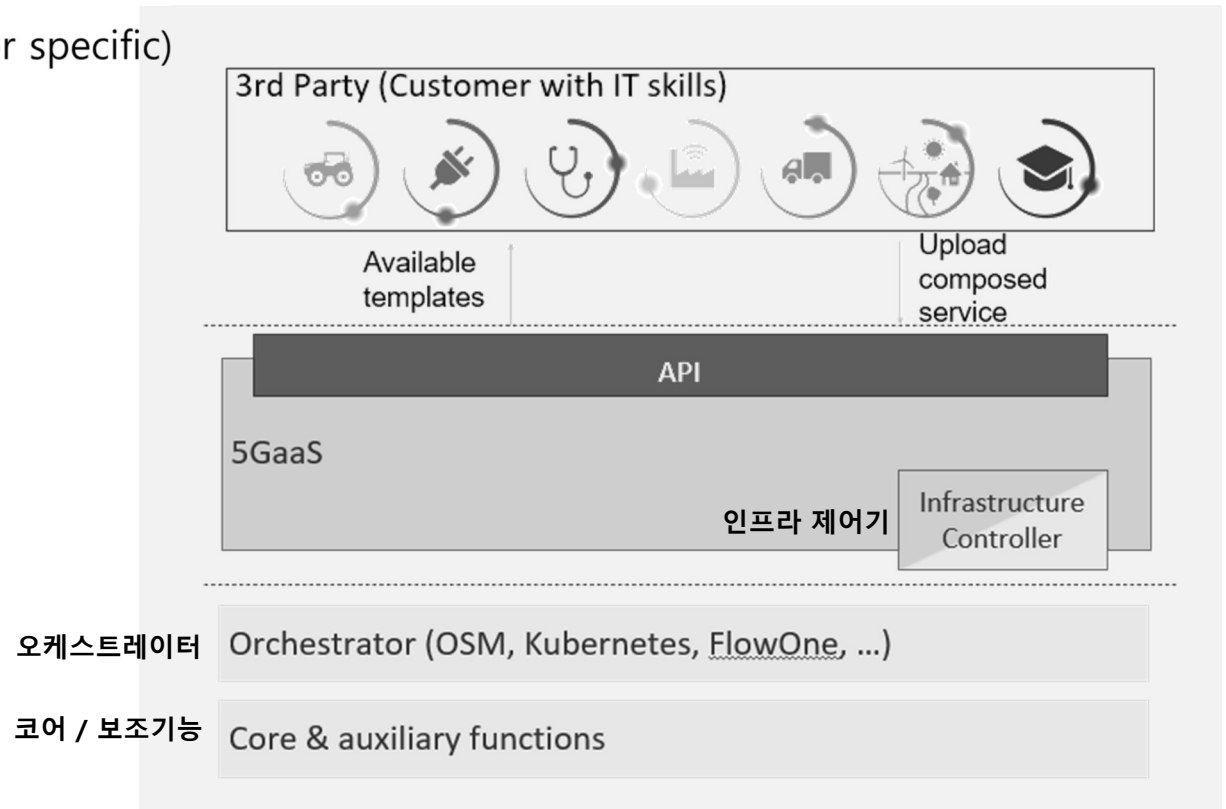 r specific)
3rd Party (Customer with IT skills)
Available
templates
Upload
composed
service
API
5GaaS
인프라 제어기
Infrastructure
Controller
오케스트레이터
Orchestrator (OSM, Kubernetes, FlowOne, ...)
코어 / 보조기능
Core & auxiliary functions